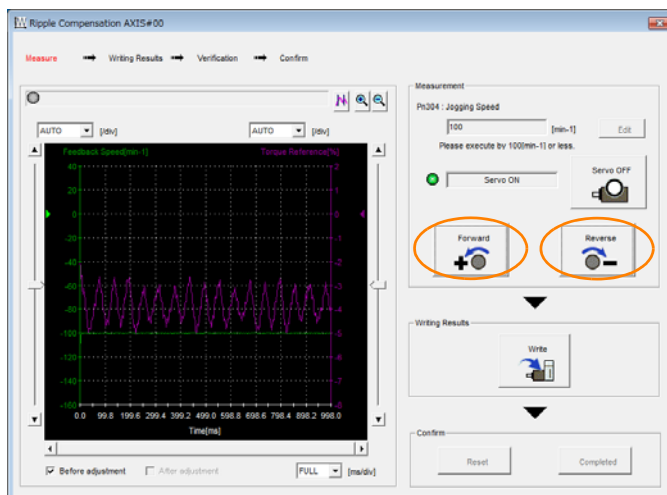 Ripple Compensation AXIS#00
Measure Writing Results Verification Confirm
AUTO [/div] AUTO [/div]
Feedback Speed[min-1] Torque Reference[%]
40 2
20 1
0 0
-20 -1
-40 -2
-60 -3
-80 -4
-100 -5
-120 -6
-140 -7
-160 -8
0.0 99.8 199.6 299.4 399.2 499.0 598.8 698.6 798.4 898.2 998.0
Time[ms]
Before adjustment After adjustment FULL [ms/div]
Measurement
Pn304 : Jogging Speed
100 [min-1] Edit
Please execute by 100[min-1] or less.
Servo ON Servo OFF
Forward Reverse
Writing Results
Write
Confirm
Reset Completed